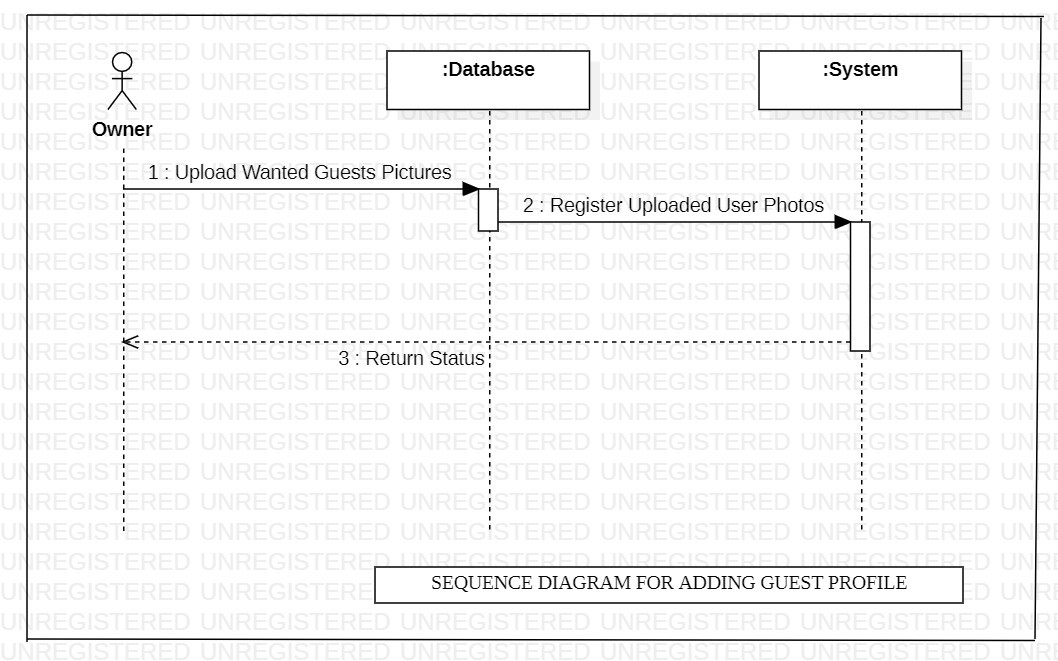 :Database
:System
Owner
1 : Upload Wanted Guests Pictures
2 : Register Uploaded User Photos
3 : Return Status
SEQUENCE DIAGRAM FOR ADDING GUEST PROFILE
UNREGISTERED UNREGISTERED UNREGISTERED UNREGISTERED UNREGISTERED